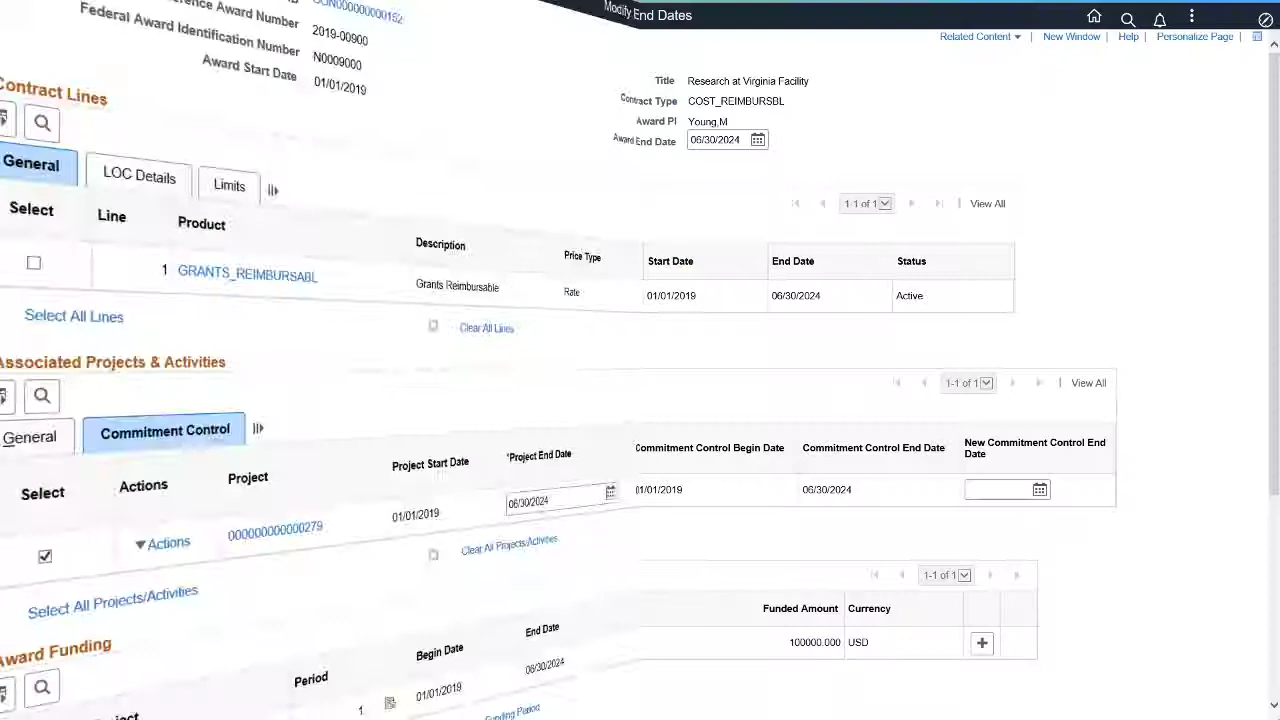 Modify End Dates
CON000000000152
Reference Award Number 2019-00900
Federal Award Identification Number N0009000
Award Start Date 01/01/2019
Related Content | New Window | Help | Personalize Page |
Title Research at Virginia Facility
Contract Type COST_REIMBURSBL
Award PI Young,M
Award End Date 06/30/2024
Contract Lines
1-1 of 1 | View All
General LOC Details Limits
Select Line Product Description Price Type Start Date End Date Status
1 GRANTS_REIMBURSABL Grants Reimbursable Rate 01/01/2019 06/30/2024 Active
Select All Lines Clear All Lines
Associated Projects & Activities
1-1 of 1 | View All
General Commitment Control
Select Actions Project Project Start Date *Project End Date Commitment Control Begin Date Commitment Control End Date New Commitment Control End
Date
Actions 000000000000279 01/01/2019 06/30/2024 01/01/2019 06/30/2024
Select All Projects/Activities Clear All Projects/Activities
Award Funding
1-1 of 1
Period Begin Date End Date Funded Amount Currency
1 01/01/2019 06/30/2024 100000.000 USD
Funding Period